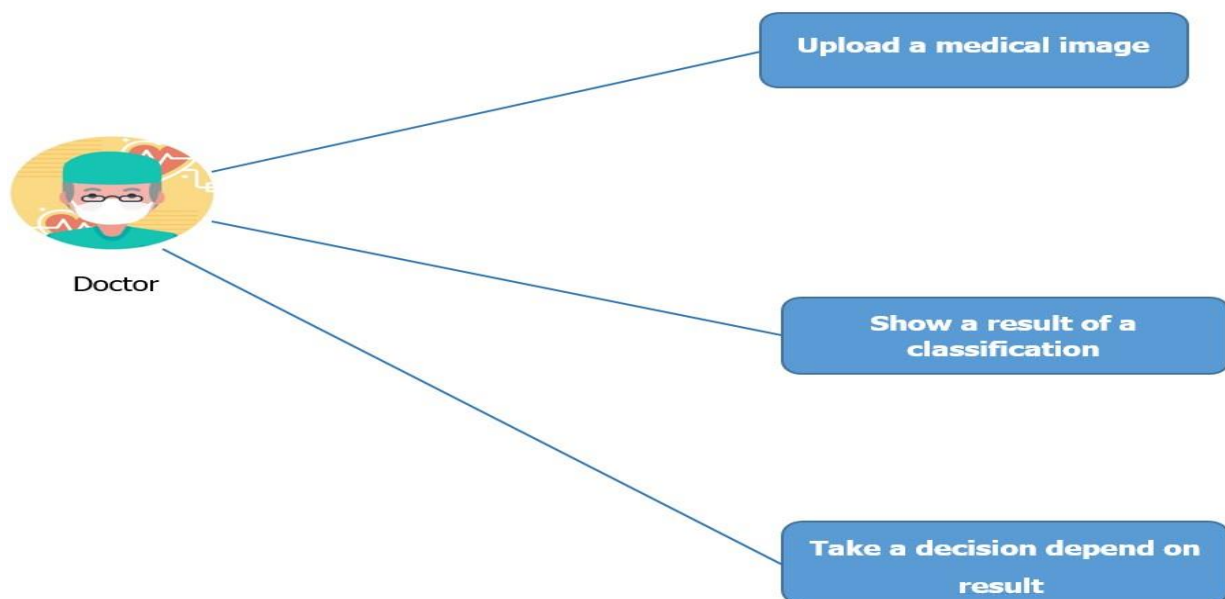 Upload a medical image
Doctor
Show a result of a
classification
Take a decision depend on
result